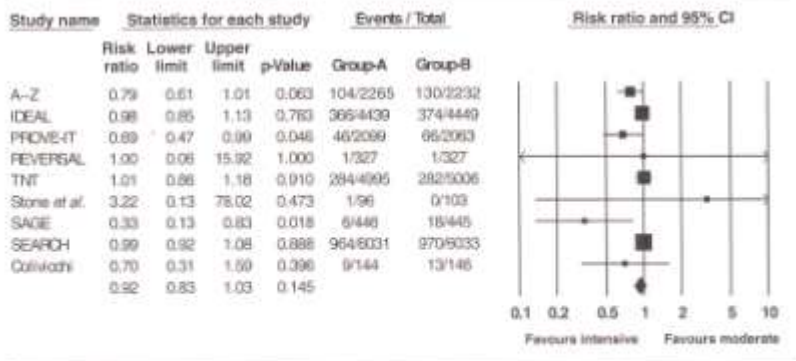 Study name Statistics for each study Events / Total Risk ratio and 95% CI
Risk Lower Upper
ratio limit limit p-Value Group-A Group-B
A-Z 0.79 0.61 1.01 0.063 104/2265 130/2232
IDEAL 0.98 0.85 1.13 366/4439 374/4449
PROVE-IT 0.69 0.47 0.99 0.046 46/2099 66/2063
REVERSAL 1.00 0.06 15.92 1.000 1/327 1/327
TNT 1.01 0.86 1.18 0.910 284/4995 282/5006
Stone et al. 3.22 0.13 78.02 0.473 1/96 0/103
SAGE 0.33 0.13 0.83 0.018 6/446 18/445
SEARCH 0.99 0.92 1.08 0.888 964/6031 970/6033
Colivicchi 0.70 0.31 1.59 0.396 9/144 13/146
0.92 0.83 1.03 0.145
0.1 0.2 0.5 1 2 5 10
Favours intensive Favours moderate